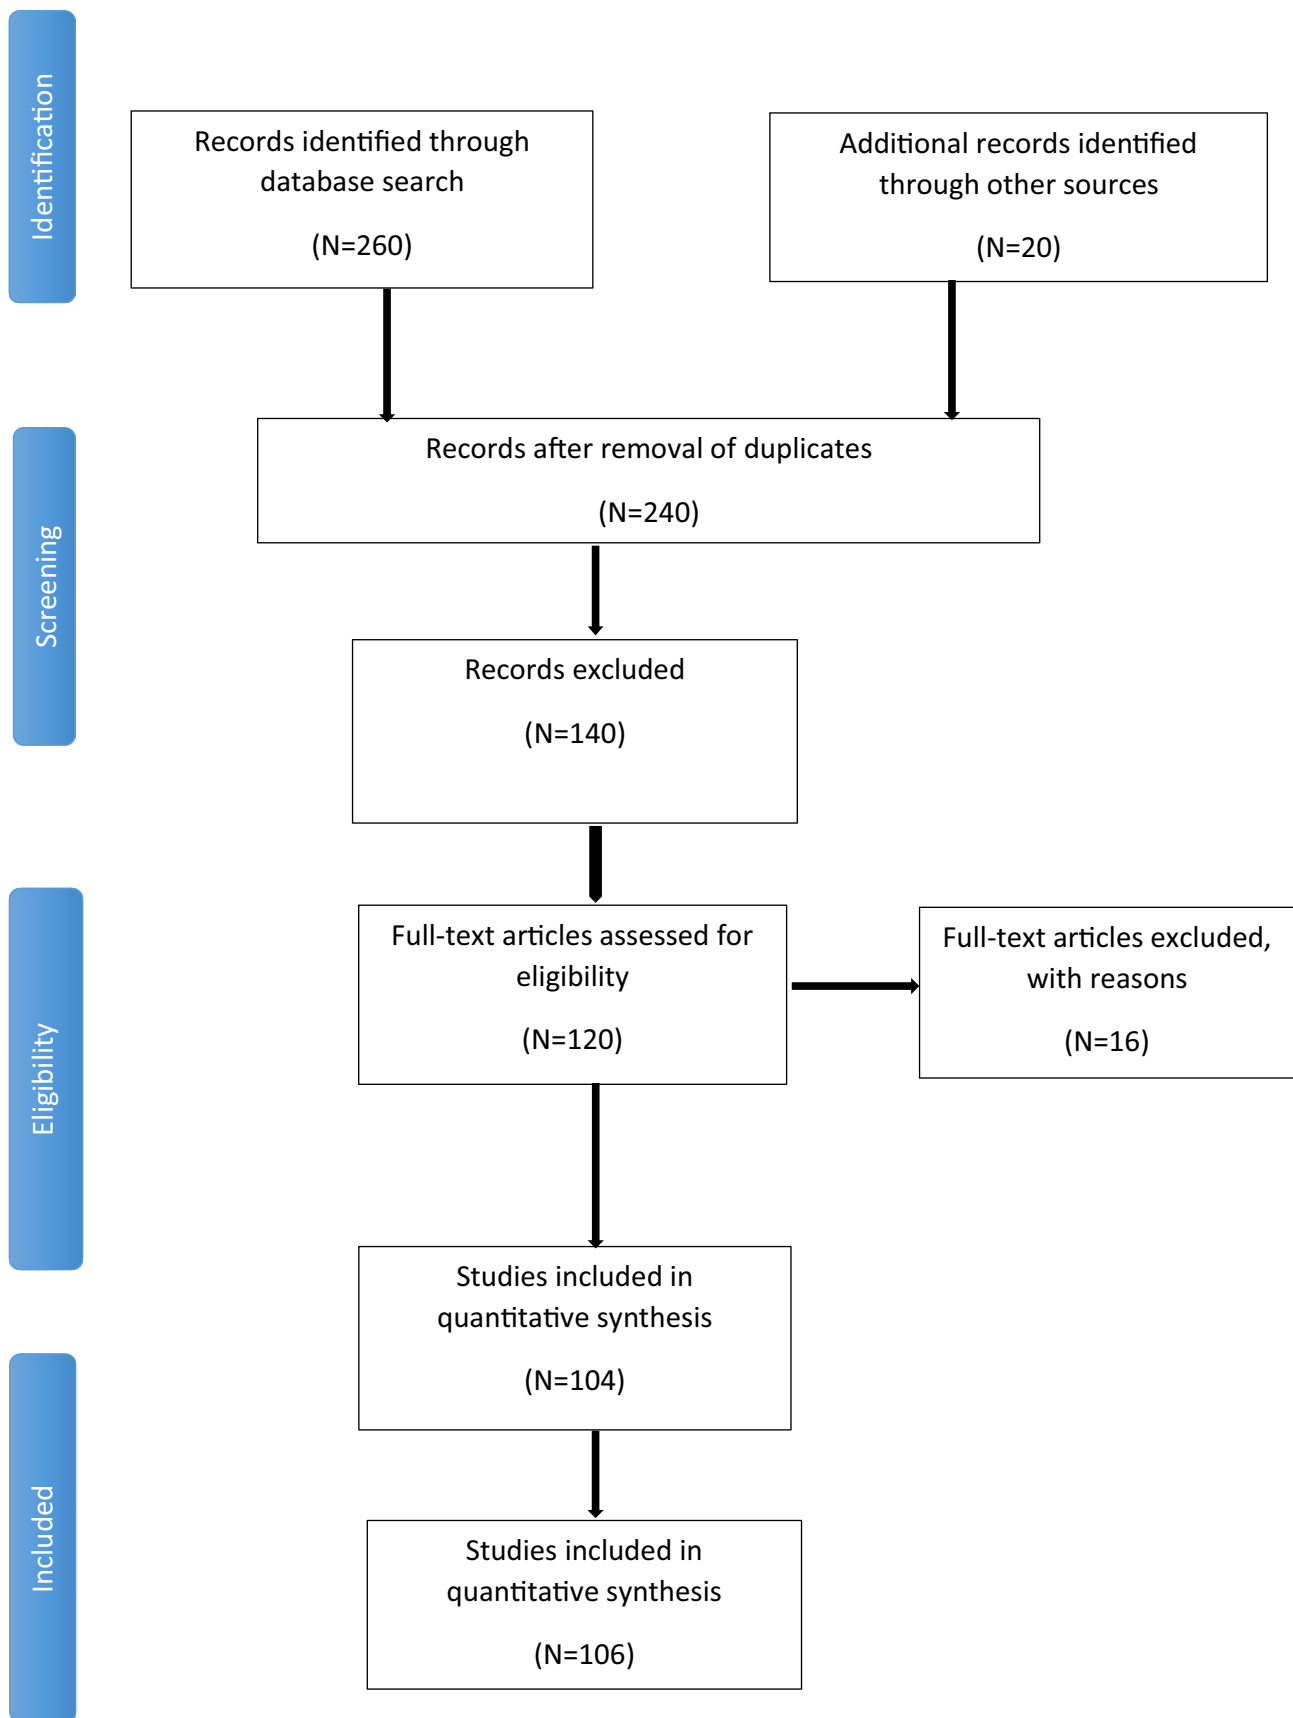 Identification
Records identified through
database search
(N=260)
Additional records identified
through other sources
(N=20)
Screening
Records after removal of duplicates
(N=240)
Records excluded
(N=140)
Eligibility
Full-text articles assessed for
eligibility
(N=120)
Full-text articles excluded,
with reasons
(N=16)
Studies included in
quantitative synthesis
(N=104)
Included
Studies included in
quantitative synthesis
(N=106)